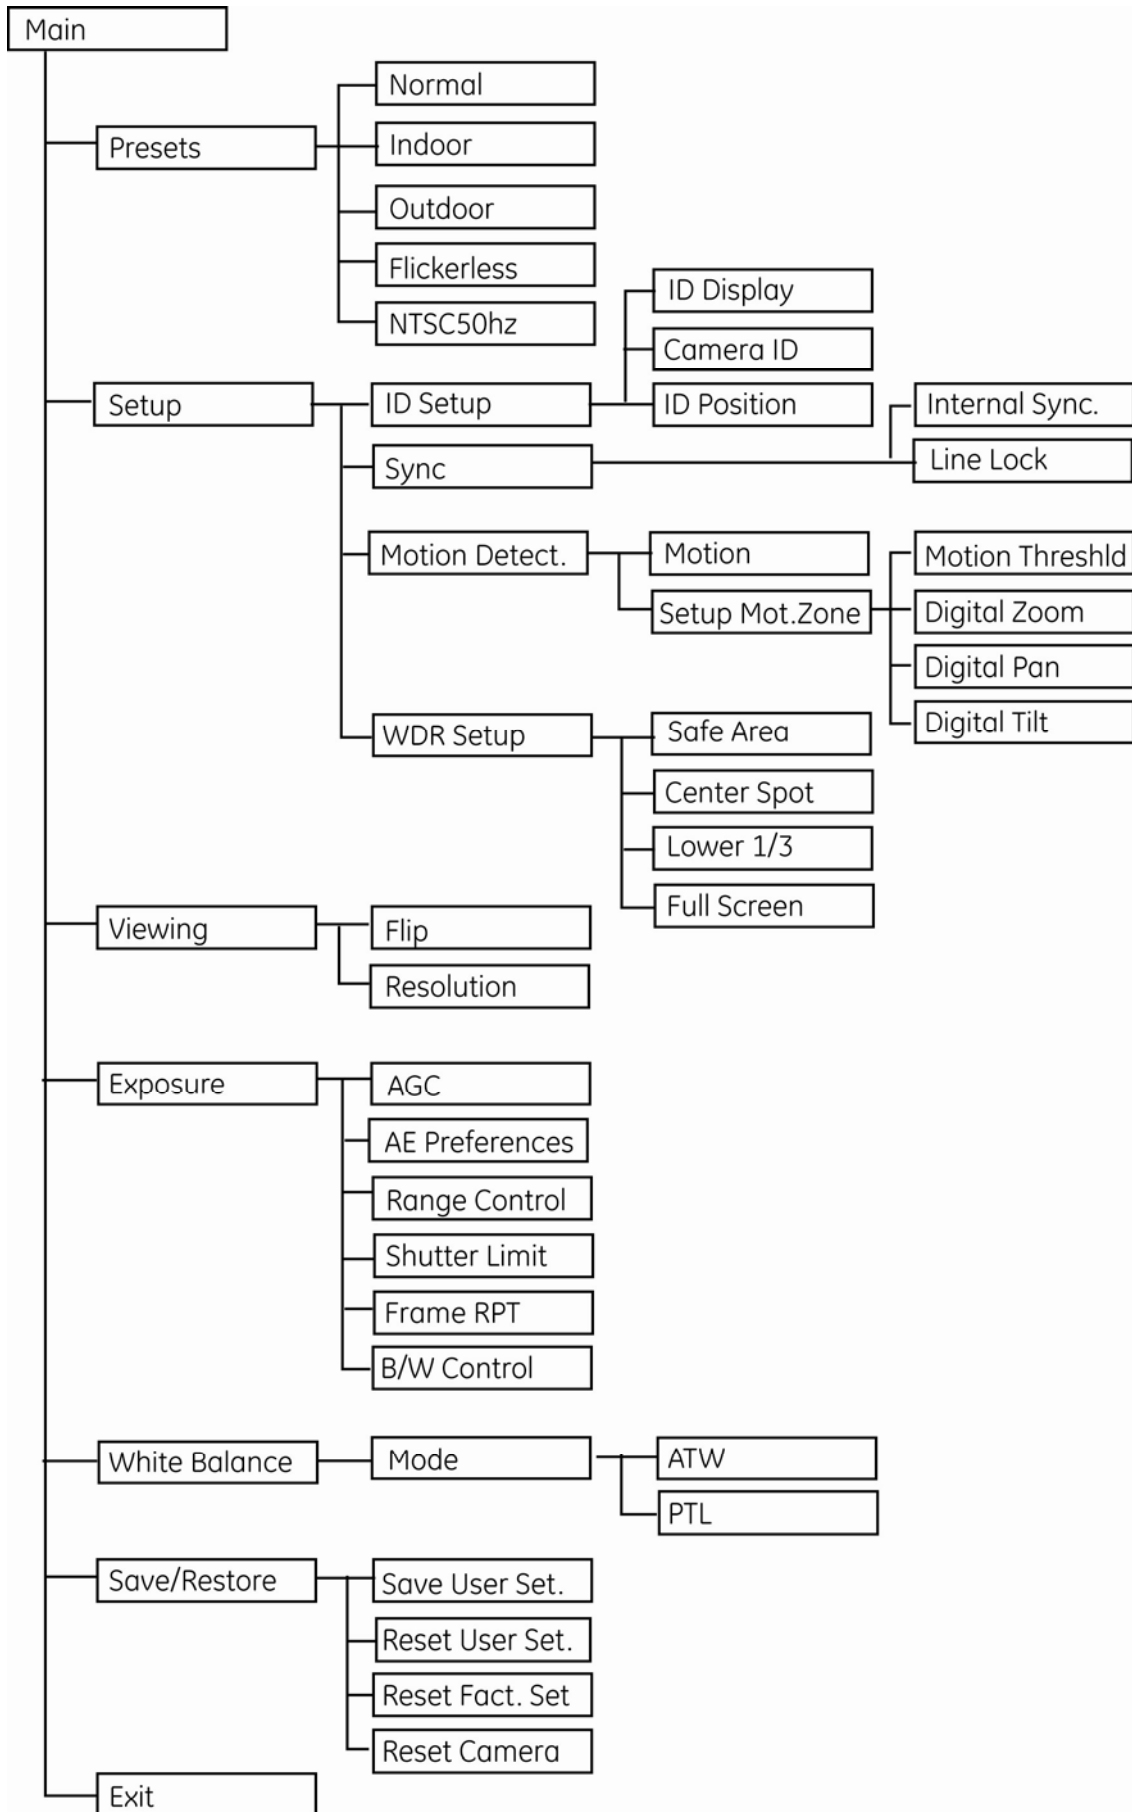 Main
Presets
Normal
Indoor
Outdoor
Flickerless
NTSC50hz
Setup
ID Setup
ID Display
Camera ID
ID Position
Sync
Internal Sync.
Line Lock
Motion Detect.
Motion
Setup Mot.Zone
Motion Threshld
Digital Zoom
Digital Pan
Digital Tilt
WDR Setup
Safe Area
Center Spot
Lower 1/3
Full Screen
Viewing
Flip
Resolution
Exposure
AGC
AE Preferences
Range Control
Shutter Limit
Frame RPT
B/W Control
White Balance
Mode
ATW
PTL
Save/Restore
Save User Set.
Reset User Set.
Reset Fact. Set
Reset Camera
Exit